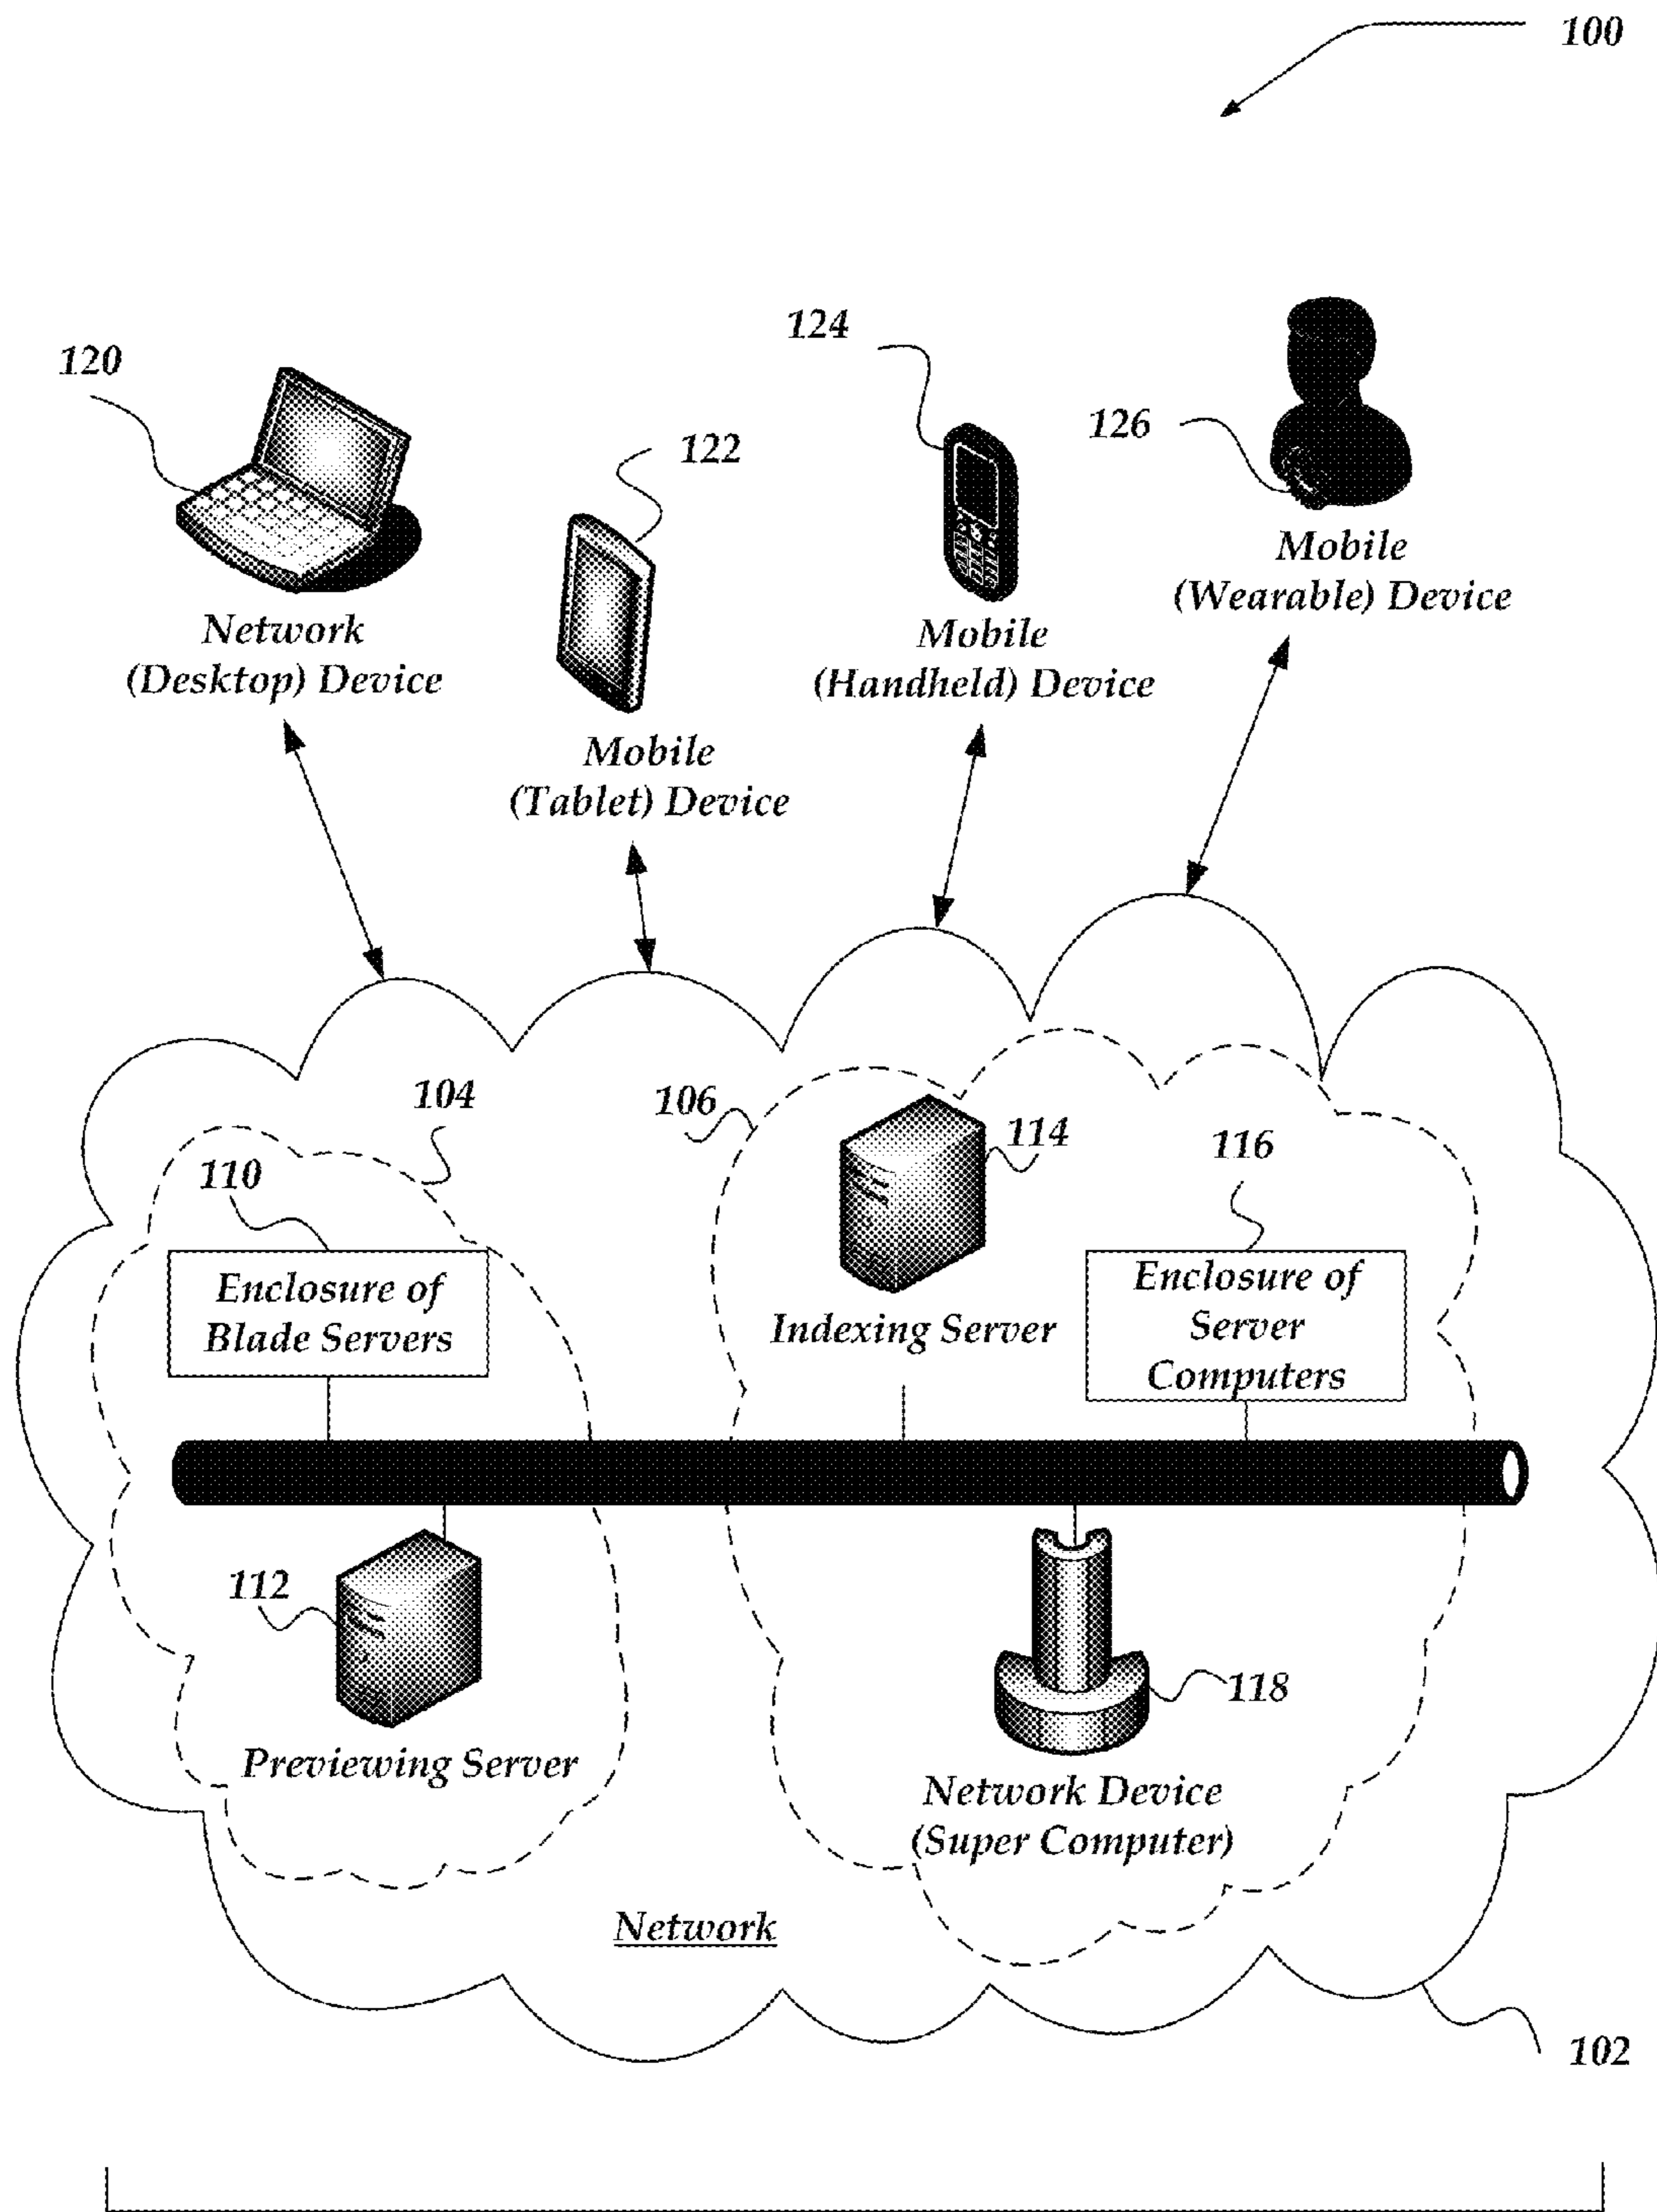 100
124
120
126
122
Mobile
(Wearable) Device
Network
(Desktop) Device
Mobile
(Handheld) Device
Mobile
(Tablet) Device
104
106
114
116
110
Enclosure of
Blade Servers
Indexing Server
Enclosure of
Server
Computers
112
118
Previewing Server
Network Device
(Super Computer)
Network
102